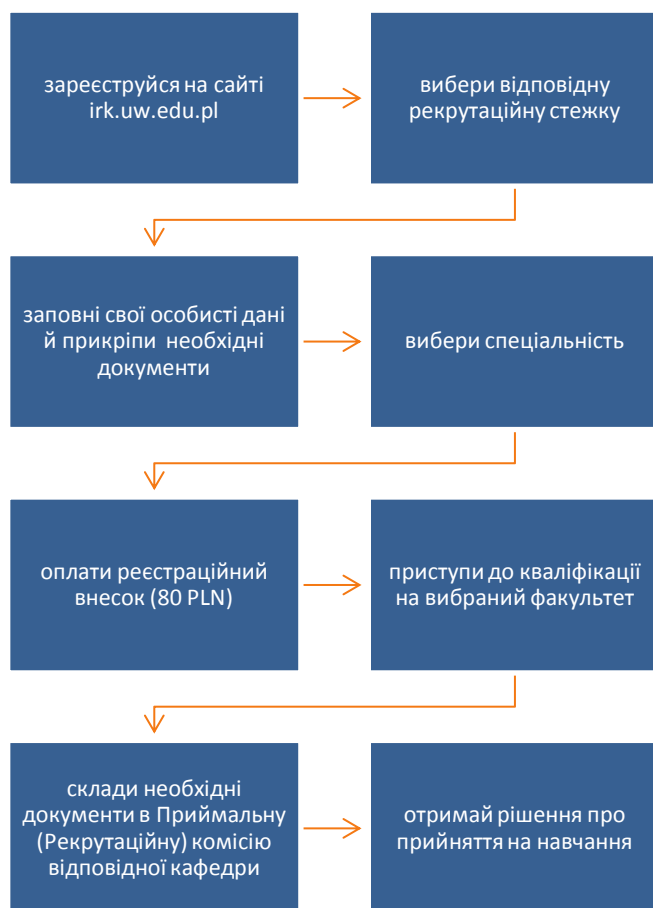 зареєструйся на сайті
irk.uw.edu.pl
вибери відповідну
рекрутаційну стежку
заповні свої особисті дані
й прикріпи необхідні
документи
вибери спеціальність
оплати реєстраційний
внесок (80 PLN)
приступи до кваліфікації
на вибраний факультет
склади необхідні
документи в Приймальну
(Рекрутаційну) комісію
відповідної кафедри
отримай рішення про
прийняття на навчання